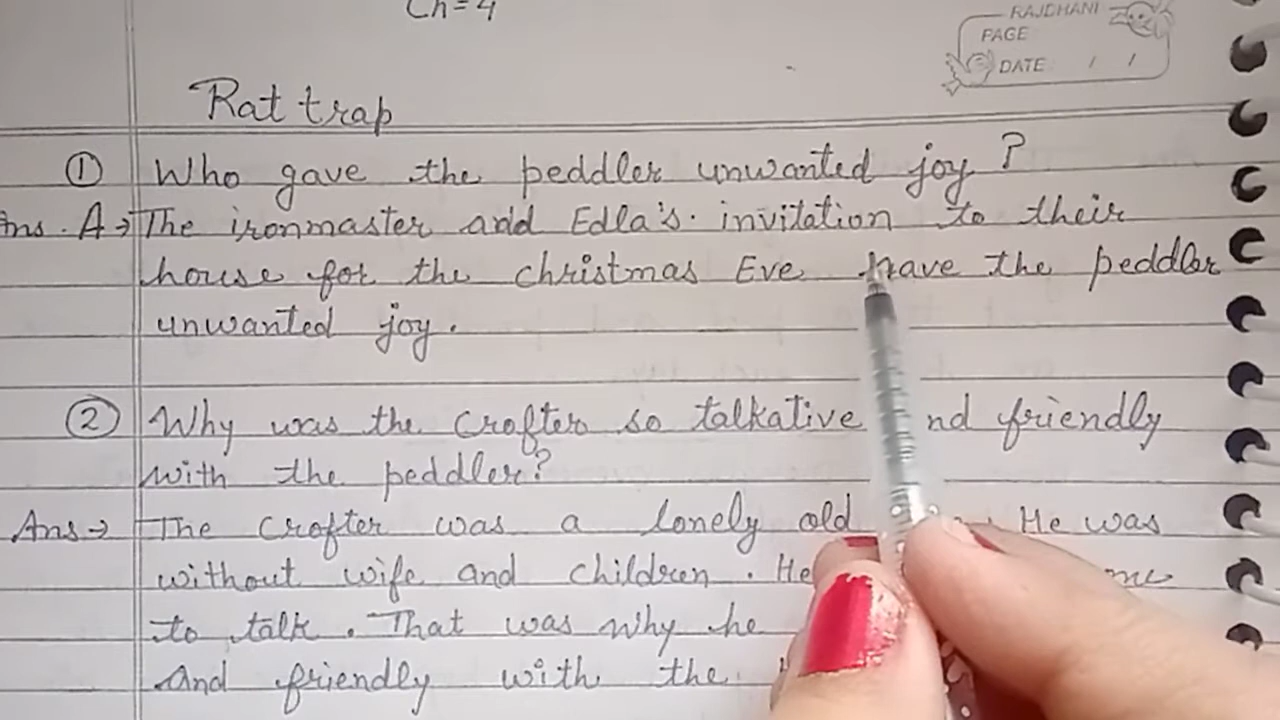 Ch=4
RAJDHANI
PAGE
DATE / /
Rat trap
① Who gave the peddler unwanted joy?
Ans. A→ The ironmaster add Edla's. invitation to their
house for the christmas Eve have the peddler
unwanted joy.
② Why was the Crofter so talkative nd friendly
with the peddler?
Ans→ The Crofter was a lonely old He was
without wife and children. He
to talk. That was why he
And friendly with the